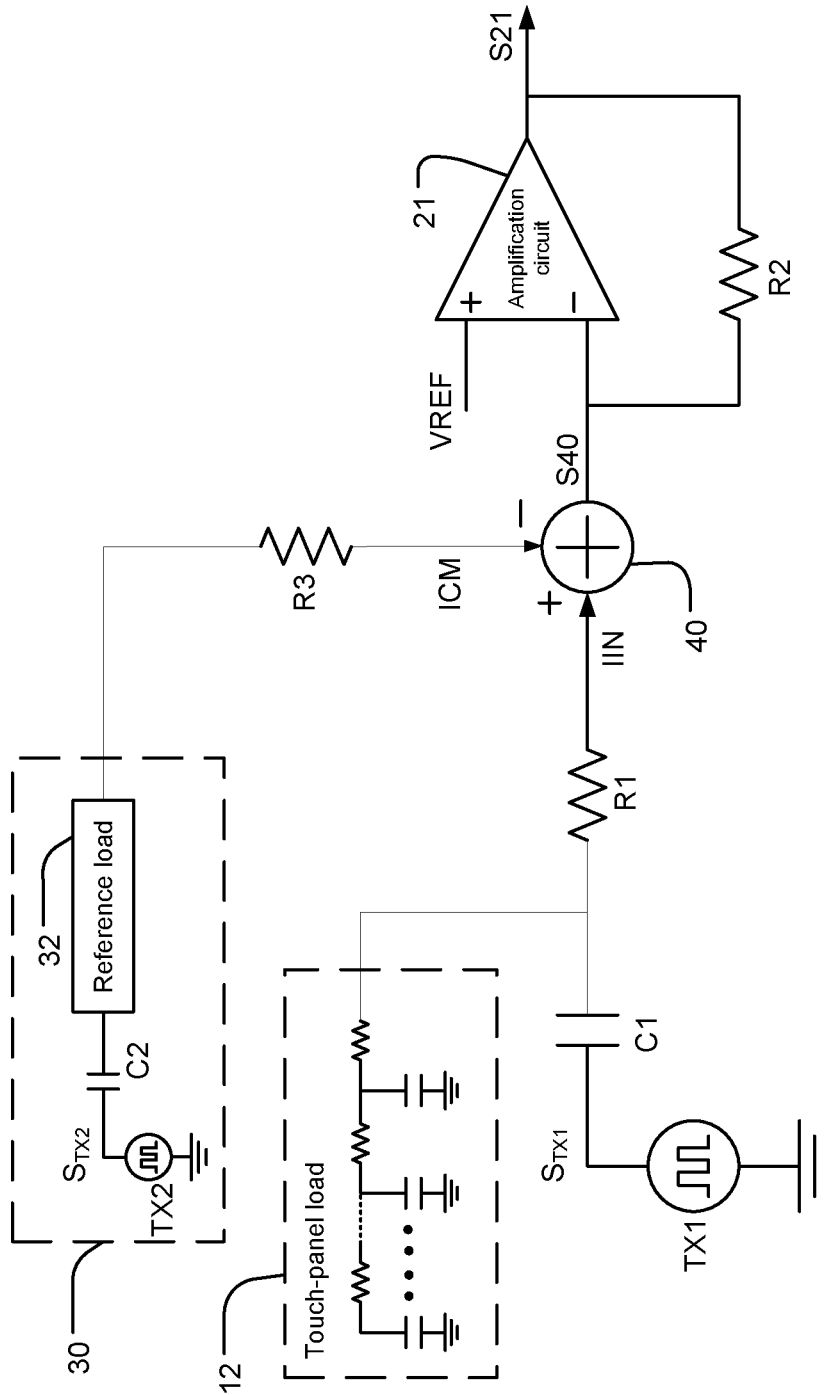 30
STX2
TX2
C2
32
Reference load
12
Touch-panel load
STX1
TX1
C1
R1
R3
ICM
IIN
+
−
40
S40
VREF
+
−
Amplification
circuit
21
R2
S21